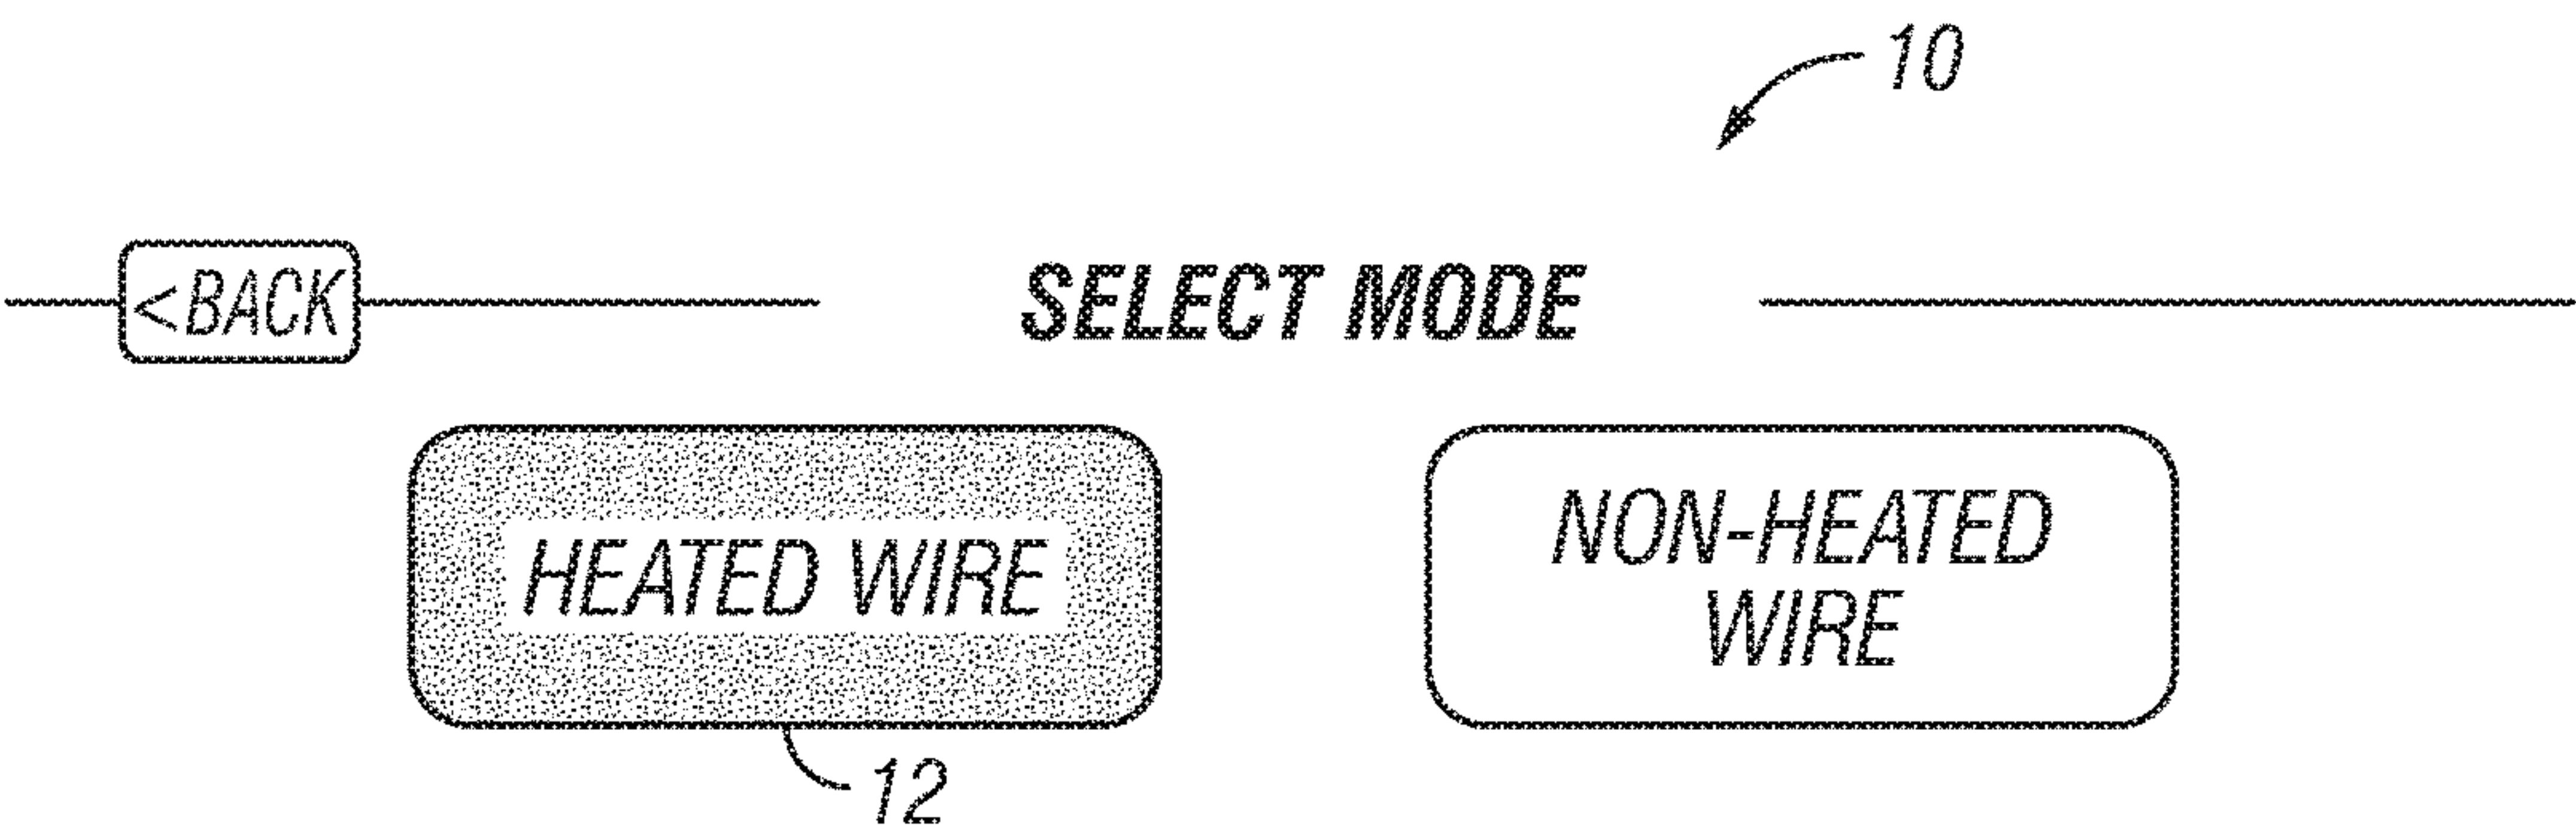 10
<BACK
SELECT MODE
HEATED WIRE
NON-HEATED
WIRE
12